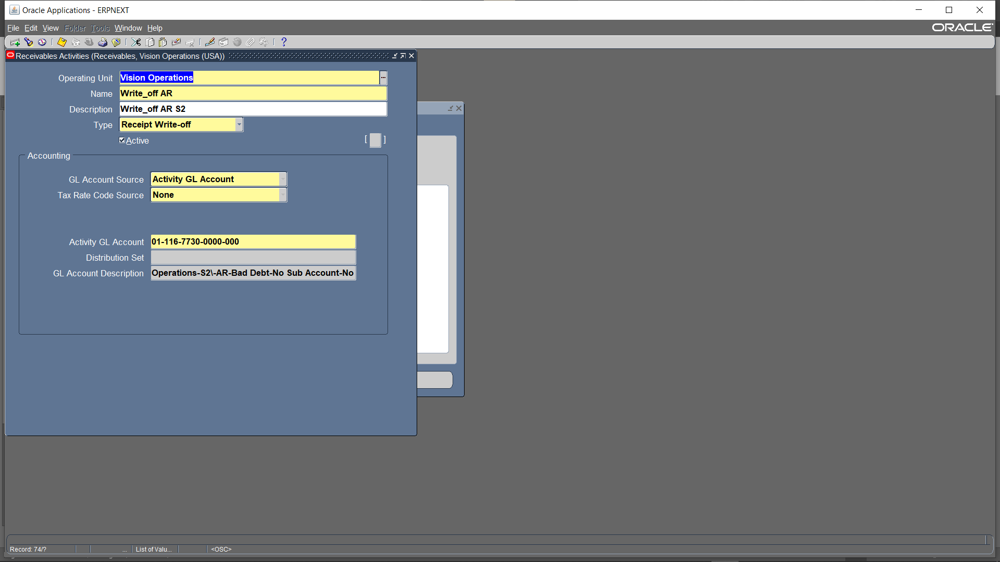 Oracle Applications - ERPNEXT
File Edit View Folder Tools Window Help
ORACLE
Receivables Activities (Receivables, Vision Operations (USA))
Operating Unit Vision Operations ...
Name Write_off AR
Description Write_off AR S2
Type Receipt Write-off
Active [ ]
Accounting
GL Account Source Activity GL Account
Tax Rate Code Source None
Activity GL Account 01-116-7730-0000-000
Distribution Set
GL Account Description Operations-S2\-AR-Bad Debt-No Sub Account-No
Record: 74/? ... List of Valu... <OSC>